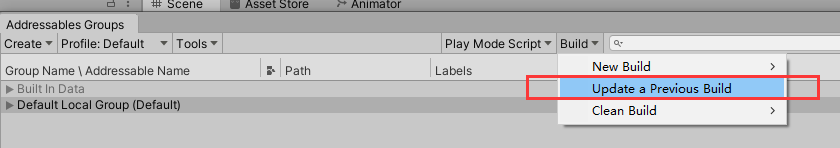 Scene Asset Store Animator
Addressables Groups
Create Profile: Default Tools Play Mode Script Build
Group Name \ Addressable Name Path Labels
New Build
Built In Data
Update a Previous Build
Default Local Group (Default)
Clean Build